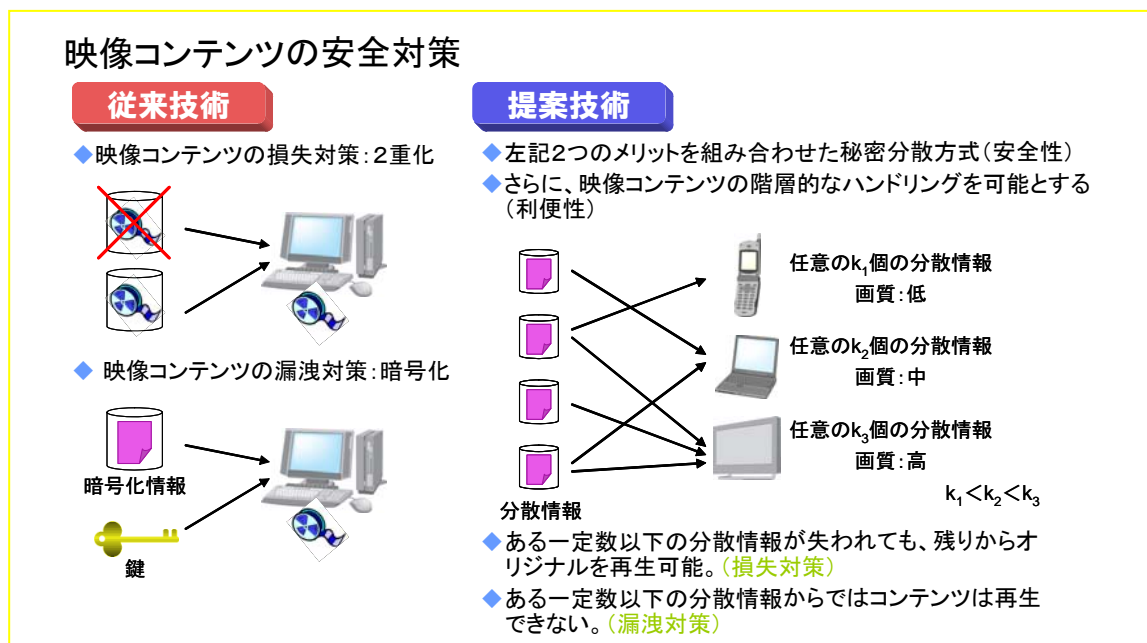 映像コンテンツの安全対策
従来技術
◆映像コンテンツの損失対策：２重化
◆ 映像コンテンツの漏洩対策：暗号化
暗号化情報
鍵
提案技術
◆左記２つのメリットを組み合わせた秘密分散方式（安全性）
◆さらに、映像コンテンツの階層的なハンドリングを可能とする
（利便性）
任意のk₁個の分散情報
画質：低
任意のk₂個の分散情報
画質：中
任意のk₃個の分散情報
画質：高
分散情報
k₁＜k₂＜k₃
◆ある一定数以下の分散情報が失われても、残りからオ
リジナルを再生可能。（損失対策）
◆ある一定数以下の分散情報からではコンテンツは再生
できない。（漏洩対策）